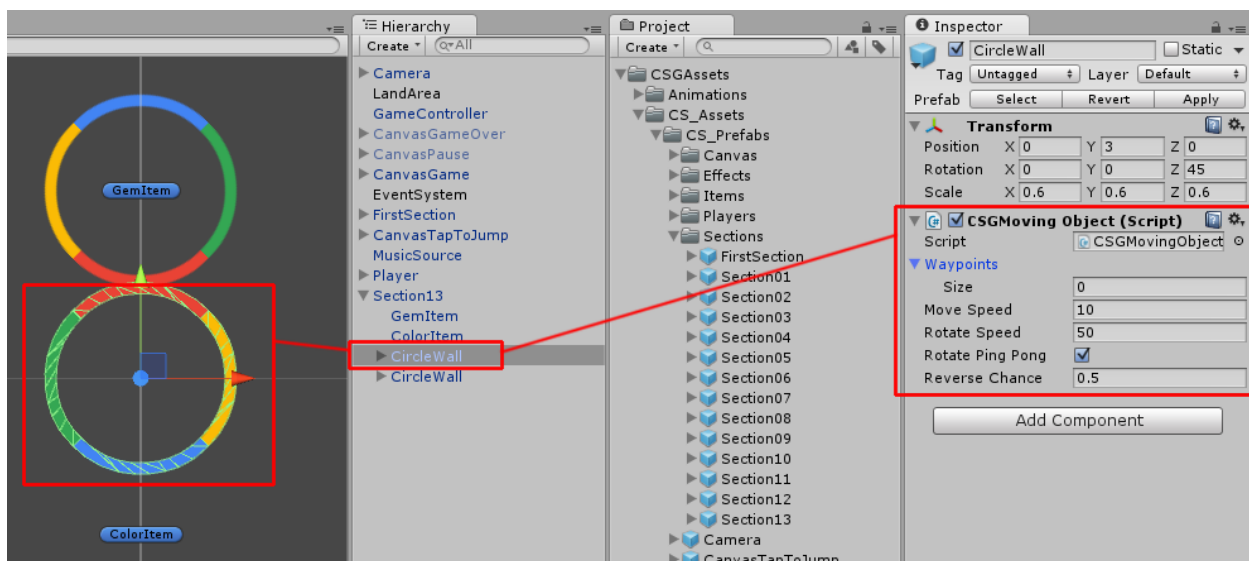 GemItem
ColorItem
Hierarchy
Create All
Camera
LandArea
GameController
CanvasGameOver
CanvasPause
CanvasGame
EventSystem
FirstSection
CanvasTapToJump
MusicSource
Player
Section13
GemItem
ColorItem
CircleWall
CircleWall
Project
Create
CSGAssets
Animations
CS_Assets
CS_Prefabs
Canvas
Effects
Items
Players
Sections
FirstSection
Section01
Section02
Section03
Section04
Section05
Section06
Section07
Section08
Section09
Section10
Section11
Section12
Section13
Camera
CanvasTapToJump
Inspector
CircleWall Static
Tag Untagged Layer Default
Prefab Select Revert Apply
Transform
Position X 0 Y 3 Z 0
Rotation X 0 Y 0 Z 45
Scale X 0.6 Y 0.6 Z 0.6
CSGMoving Object (Script)
Script CSGMovingObject
Waypoints
Size 0
Move Speed 10
Rotate Speed 50
Rotate Ping Pong
Reverse Chance 0.5
Add Component